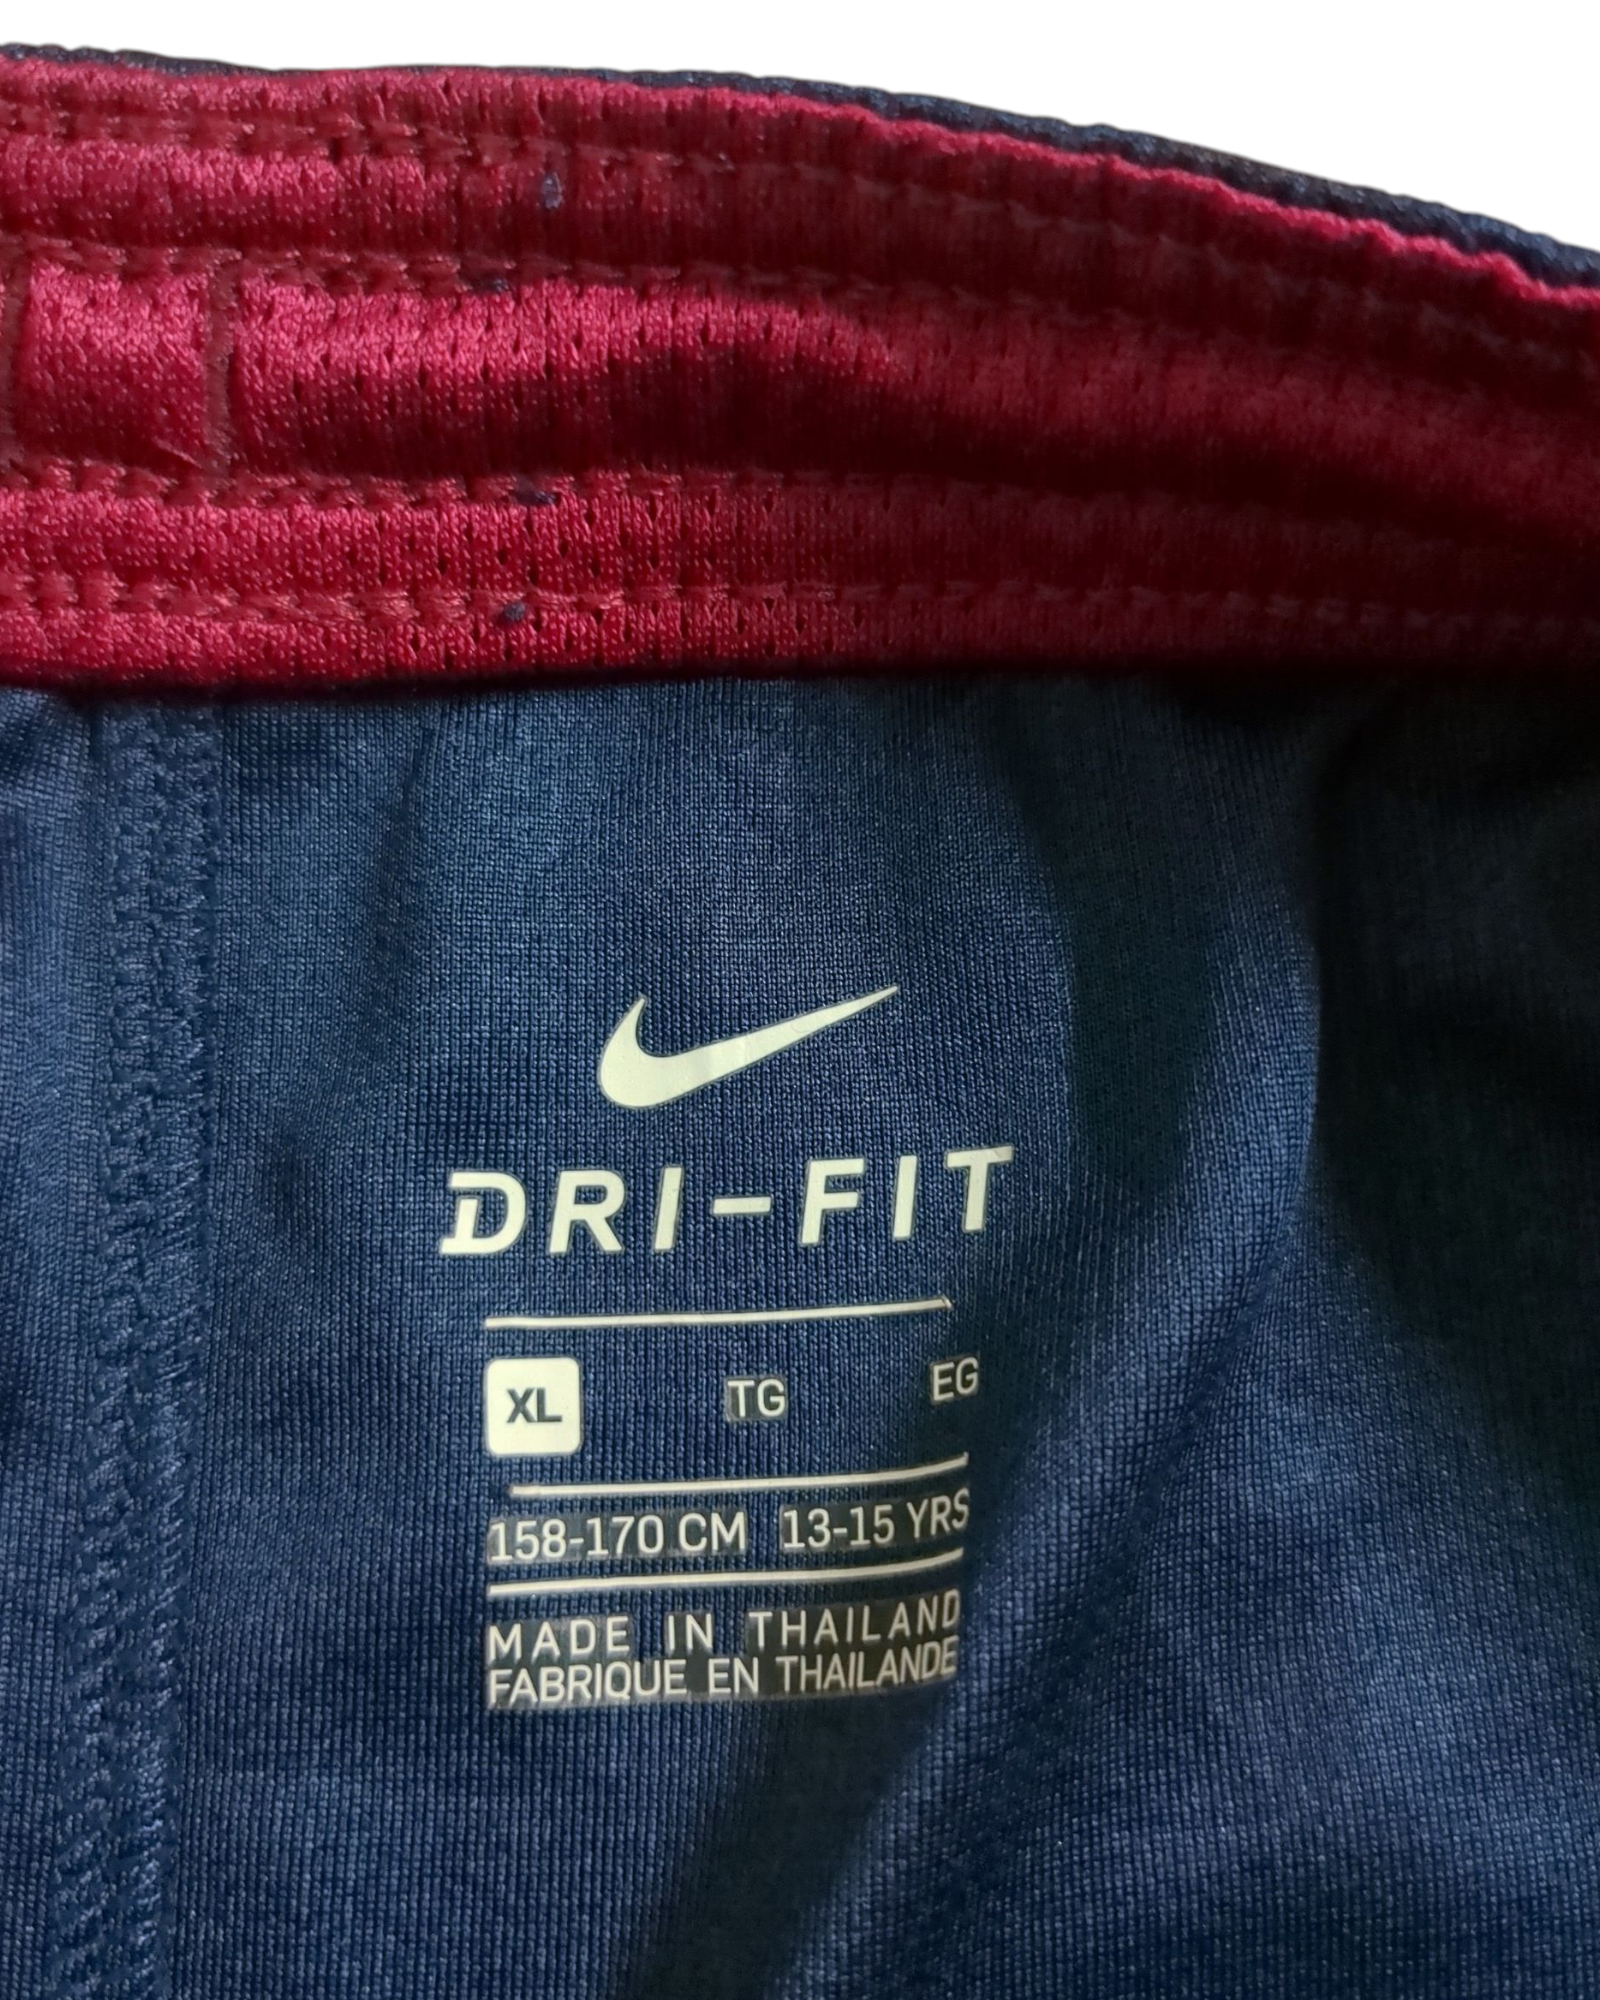 DRI-FIT
XL TG EG
158-170 CM 13-15 YRS
MADE IN THAILAND
FABRIQUE EN THAILANDE